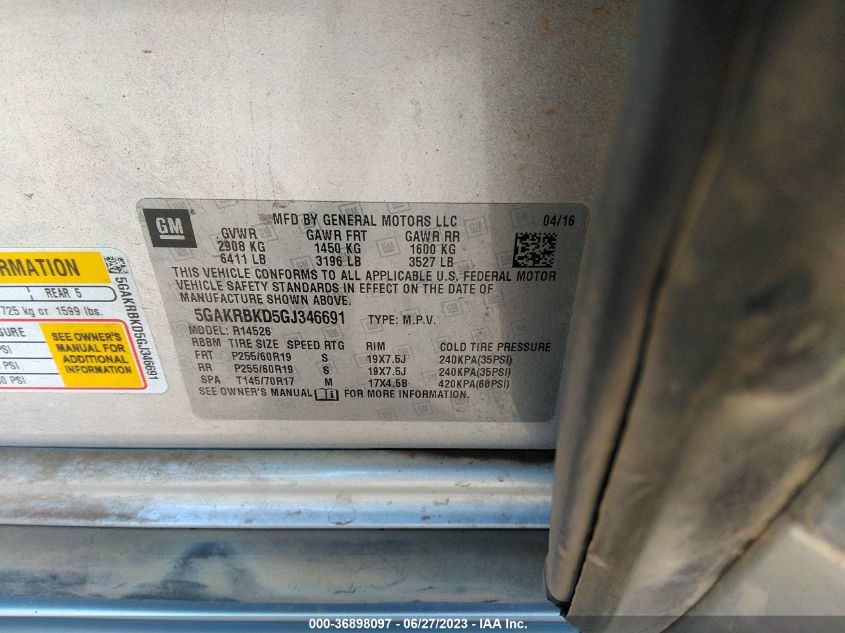 GM
®
MFD BY GENERAL MOTORS LLC 04/16
GVWR GAWR FRT GAWR RR
2908 KG 1450 KG 1600 KG
6411 LB 3196 LB 3527 LB
THIS VEHICLE CONFORMS TO ALL APPLICABLE U.S. FEDERAL MOTOR
VEHICLE SAFETY STANDARDS IN EFFECT ON THE DATE OF
MANUFACTURE SHOWN ABOVE.
5GAKRBKD5GJ346691 TYPE: M.P.V.
MODEL: R14526
RBBM TIRE SIZE SPEED RTG RIM COLD TIRE PRESSURE
FRT P255/60R19 S 19X7.5J 240KPA(35PSI)
RR P255/60R19 S 19X7.5J 240KPA(35PSI)
SPA T145/70R17 M 17X4.5B 420KPA(60PSI)
SEE OWNER'S MANUAL FOR MORE INFORMATION.
RMATION
REAR 5
725 kg or 1599 lbs.
SURE
PSI
PSI
0 PSI
SEE OWNER'S
MANUAL FOR
ADDITIONAL
INFORMATION
5GAKRBKD5GJ346691
000-36898097 - 06/27/2023 - IAA Inc.